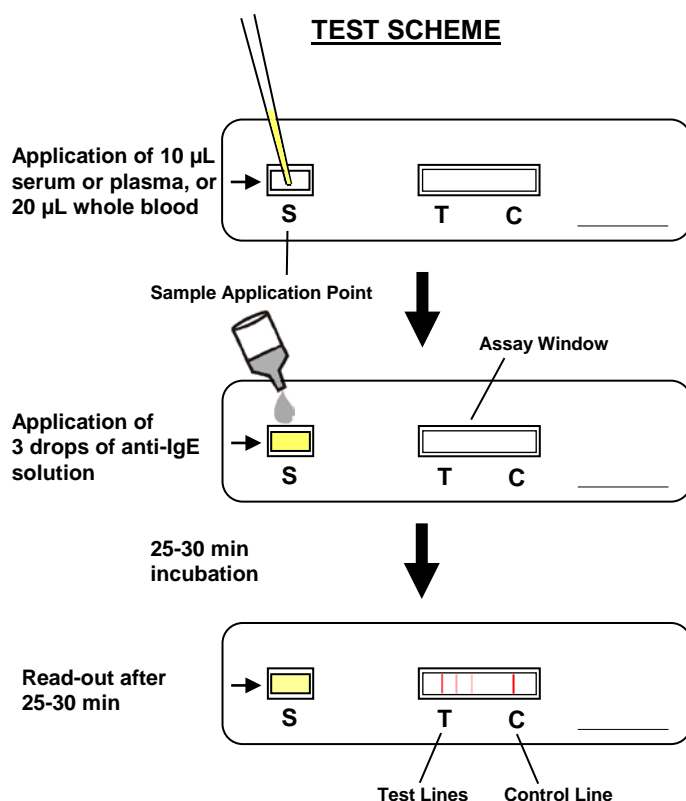 TEST SCHEME
Application of 10 µL
serum or plasma, or
20 µL whole blood
S
T C
Sample Application Point
Assay Window
Application of
3 drops of anti-IgE
solution
S
T C
25-30 min
incubation
Read-out after
25-30 min
S
T C
Test Lines Control Line